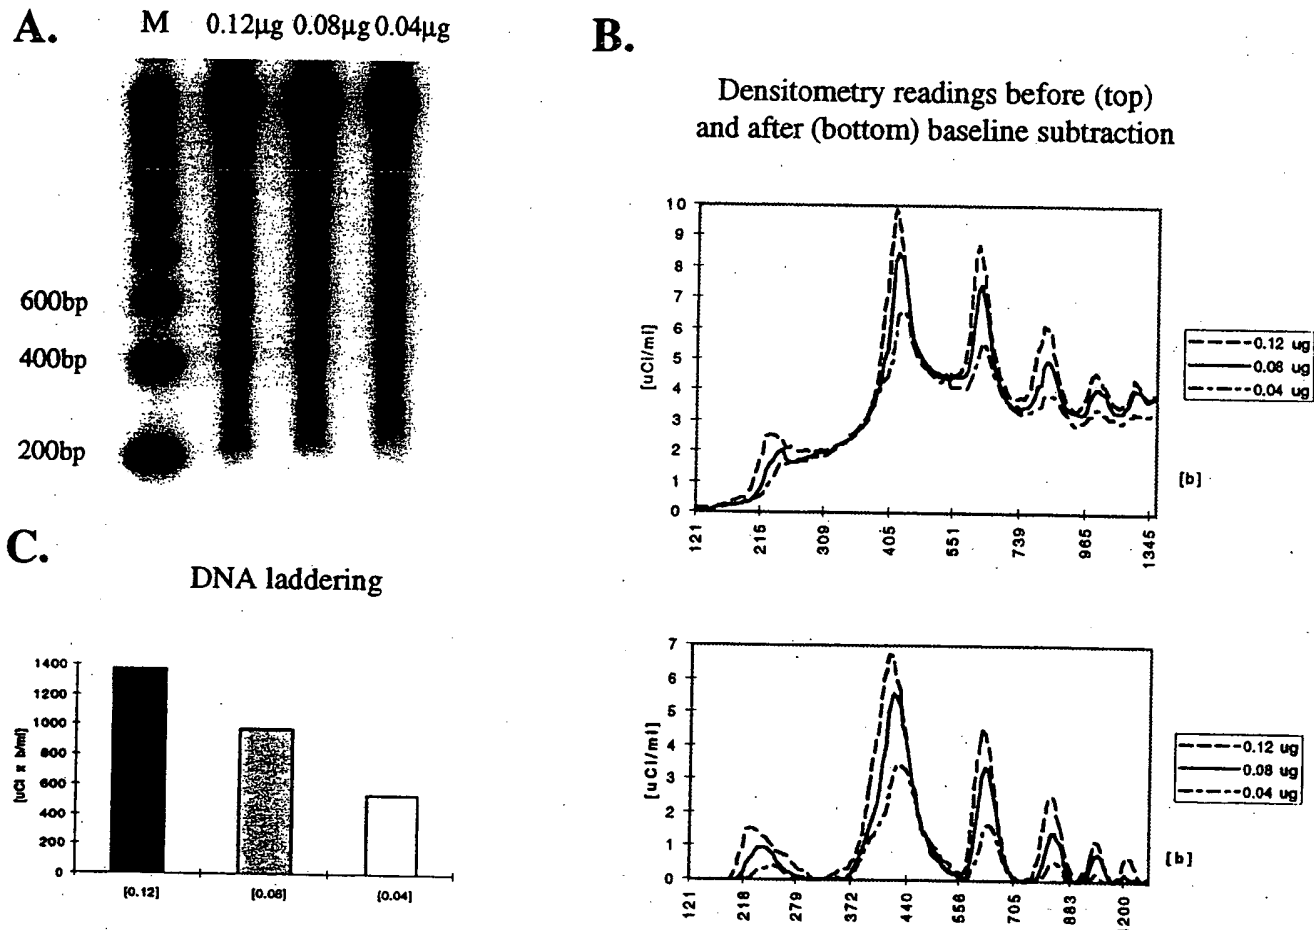 A.
M 0.12µg 0.08µg 0.04µg
600bp
400bp
200bp
B.
Densitometry readings before (top)
and after (bottom) baseline subtraction
10
9
8
7
6
5
4
3
2
1
0
[uCi/ml]
121 215 309 405 551 739 965 1345
[b]
0.12 ug
0.08 ug
0.04 ug
7
6
5
4
3
2
1
0
[uCi/ml]
121 218 279 372 440 556 705 883 1200
[b]
0.12 ug
0.08 ug
0.04 ug
C.
DNA laddering
1400
1200
1000
800
600
400
200
0
[uCi x b/ml]
[0.12] [0.08] [0.04]